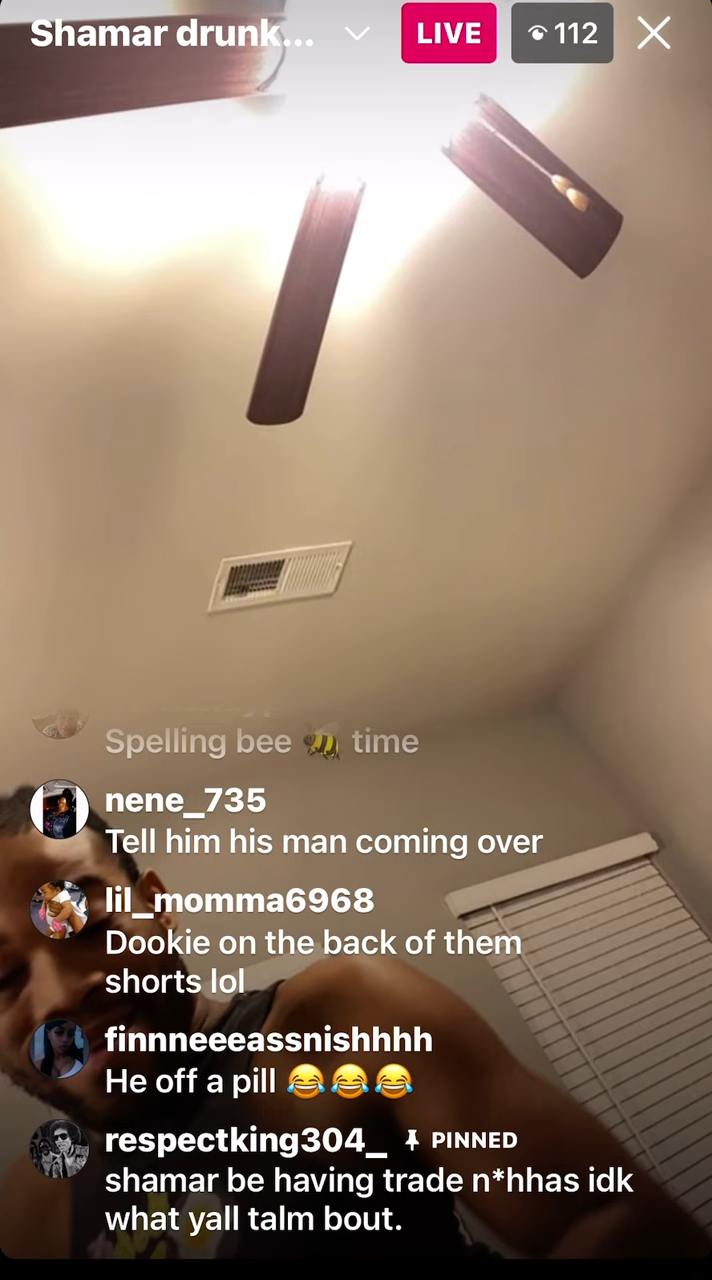 Shamar drunk... LIVE 112
Spelling bee 🐝 time
nene_735
Tell him his man coming over
lil_momma6968
Dookie on the back of them
shorts lol
finnneeeassnishhhh
He off a pill 😂😂😂
respectking304_ PINNED
shamar be having trade n*hhas idk
what yall talm bout.